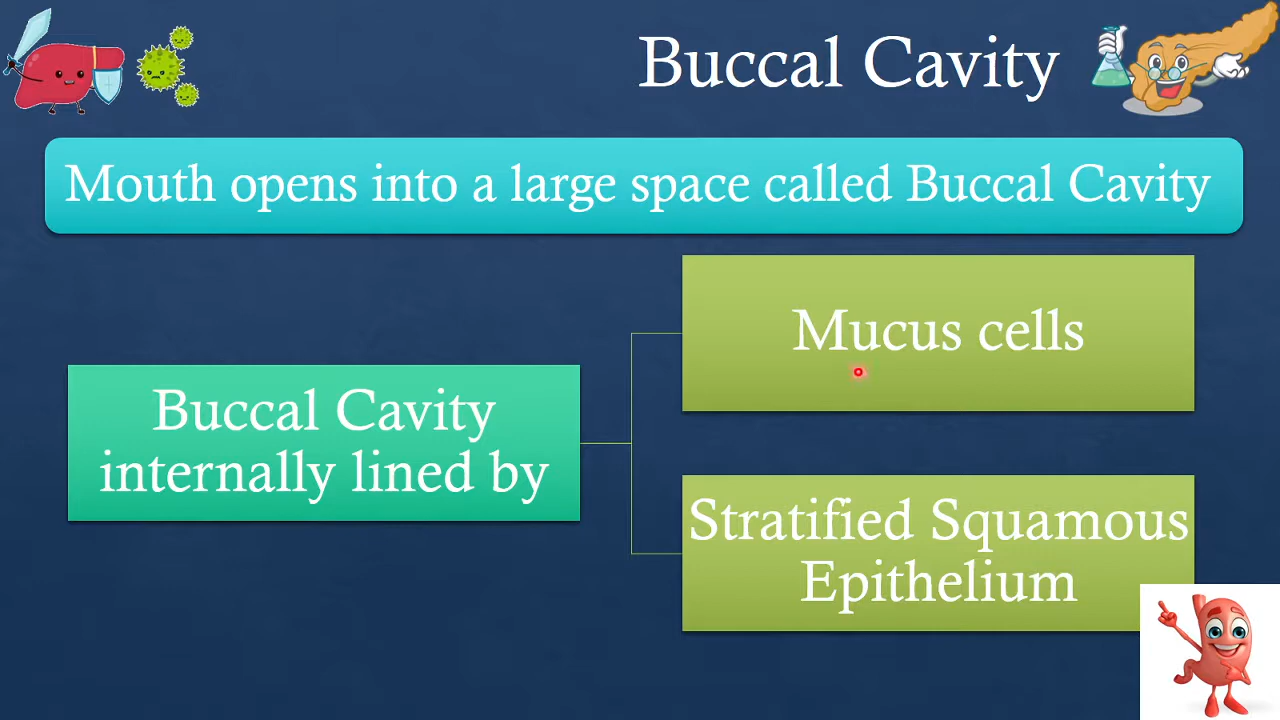 Buccal Cavity
Mouth opens into a large space called Buccal Cavity
Buccal Cavity
internally lined by
Mucus cells
Stratified Squamous
Epithelium